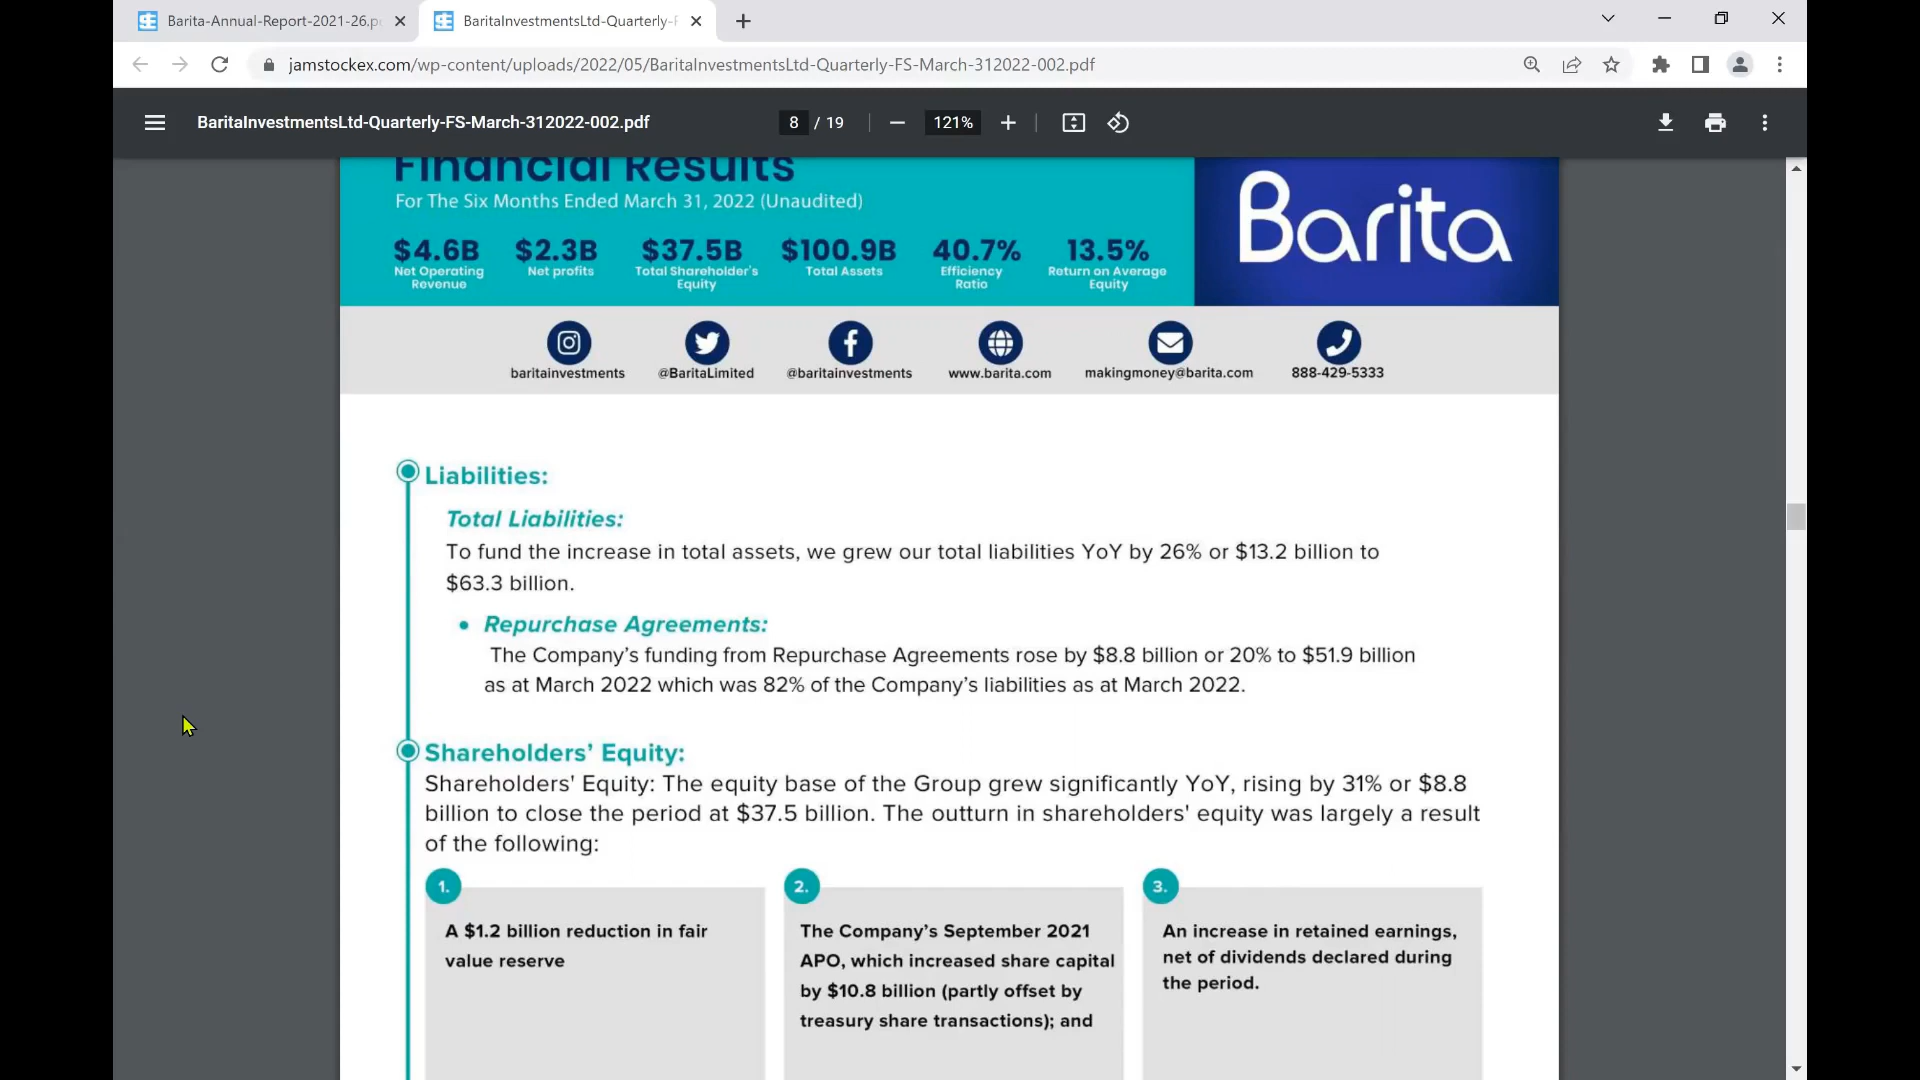 Barita-Annual-Report-2021-26.p
BaritaInvestmentsLtd-Quarterly-F
jamstockex.com/wp-content/uploads/2022/05/BaritaInvestmentsLtd-Quarterly-FS-March-312022-002.pdf
BaritaInvestmentsLtd-Quarterly-FS-March-312022-002.pdf
8 / 19
121%
Financial Results
For The Six Months Ended March 31, 2022 (Unaudited)
$4.6B $2.3B $37.5B $100.9B 40.7% 13.5%
Net Operating Net profits Total Shareholder's Total Assets Efficiency Return on Average
Revenue Equity Ratio Equity
Barita
baritainvestments @BaritaLimited @baritainvestments www.barita.com makingmoney@barita.com 888-429-5333
Liabilities:
Total Liabilities:
To fund the increase in total assets, we grew our total liabilities YoY by 26% or $13.2 billion to
$63.3 billion.
• Repurchase Agreements:
The Company's funding from Repurchase Agreements rose by $8.8 billion or 20% to $51.9 billion
as at March 2022 which was 82% of the Company's liabilities as at March 2022.
Shareholders' Equity:
Shareholders' Equity: The equity base of the Group grew significantly YoY, rising by 31% or $8.8
billion to close the period at $37.5 billion. The outturn in shareholders' equity was largely a result
of the following:
1.
A $1.2 billion reduction in fair
value reserve
2.
The Company's September 2021
APO, which increased share capital
by $10.8 billion (partly offset by
treasury share transactions); and
3.
An increase in retained earnings,
net of dividends declared during
the period.